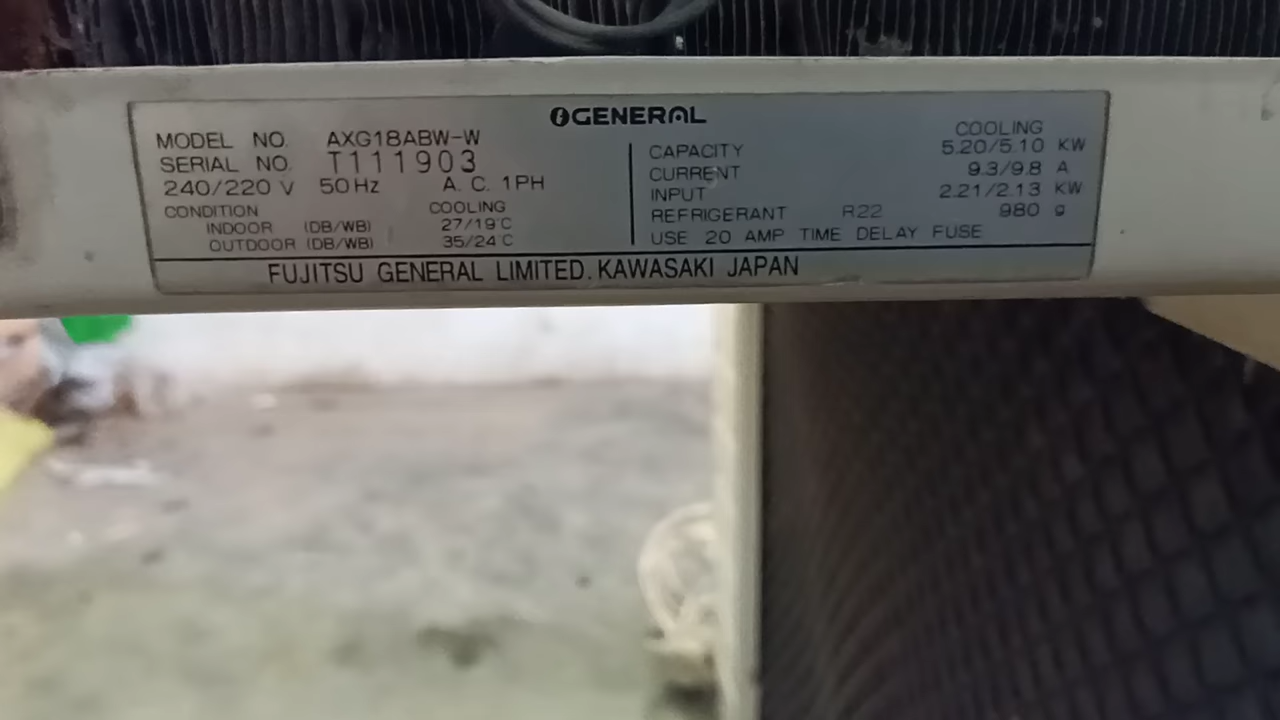 GENERAL
MODEL NO. AXG18ABW-W
SERIAL NO. T111903
240/220 V 50Hz A. C. 1PH
CONDITION COOLING
INDOOR (DB/WB) 27/19°C
OUTDOOR (DB/WB) 35/24°C
COOLING
CAPACITY 5.20/5.10 KW
CURRENT 9.3/9.8 A
INPUT 2.21/2.13 KW
REFRIGERANT R22 980 g
USE 20 AMP TIME DELAY FUSE
FUJITSU GENERAL LIMITED. KAWASAKI JAPAN